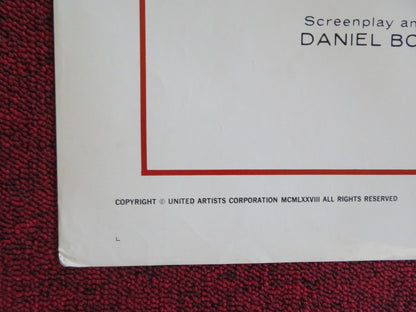 Screenplay an
DANIEL BO
COPYRIGHT © UNITED ARTISTS CORPORATION MCMLXXVIII ALL RIGHTS RESERVED
L